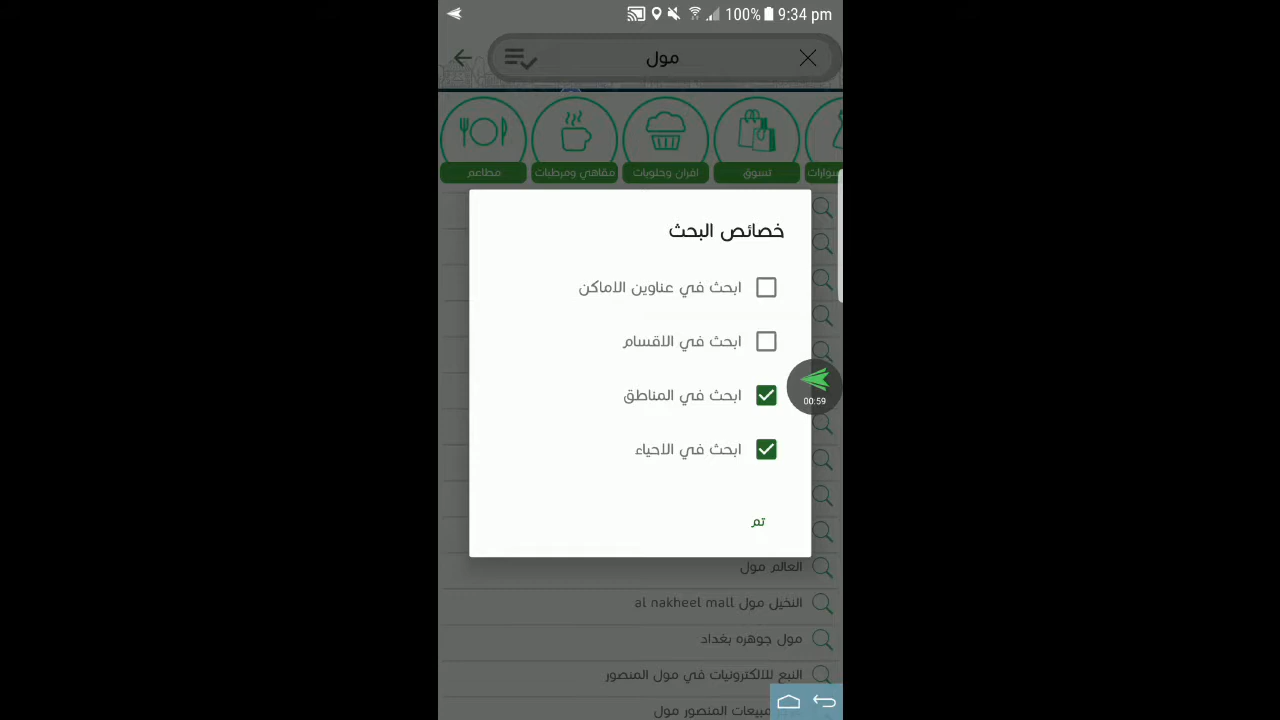 100% 9:34 pm
مول
مطاعم
مقاهي ومرطبات
افران وحلويات
تسوق
خصائص البحث
ابحث في عناوين الاماكن
ابحث في الاقسام
ابحث في المناطق
00:59
ابحث في الاحياء
تم
العالم مول
النخيل مول al nakheel mall
مول جوهره بغداد
النبع للالكترونيات في مول المنصور
مبيعات المنصور مول